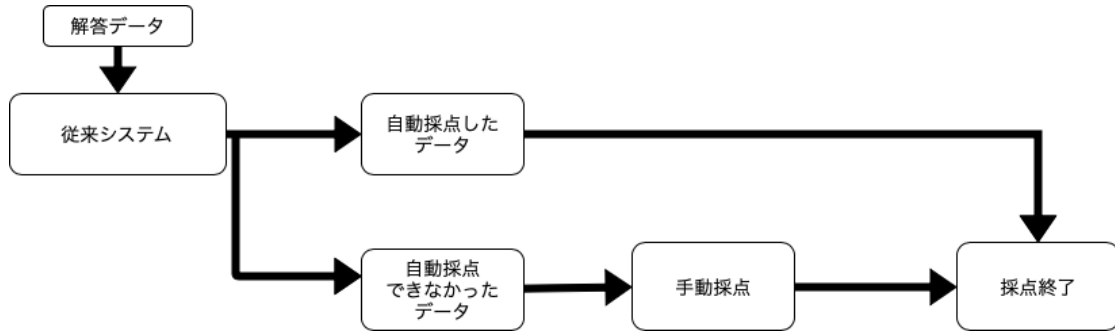 解答データ
従来システム
自動採点した
データ
自動採点
できなかった
データ
手動採点
採点終了